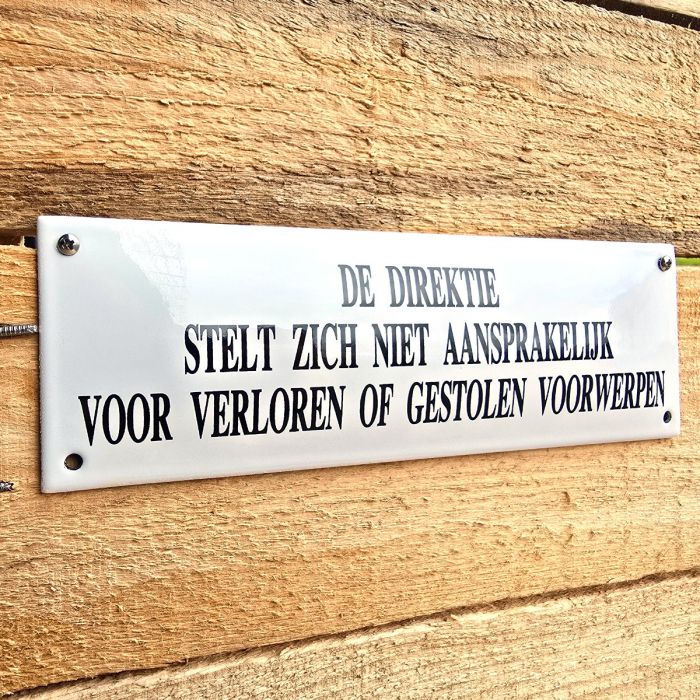 DE DIREKTIE
STELT ZICH NIET AANSPRAKELIJK
VOOR VERLOREN OF GESTOLEN VOORWERPEN